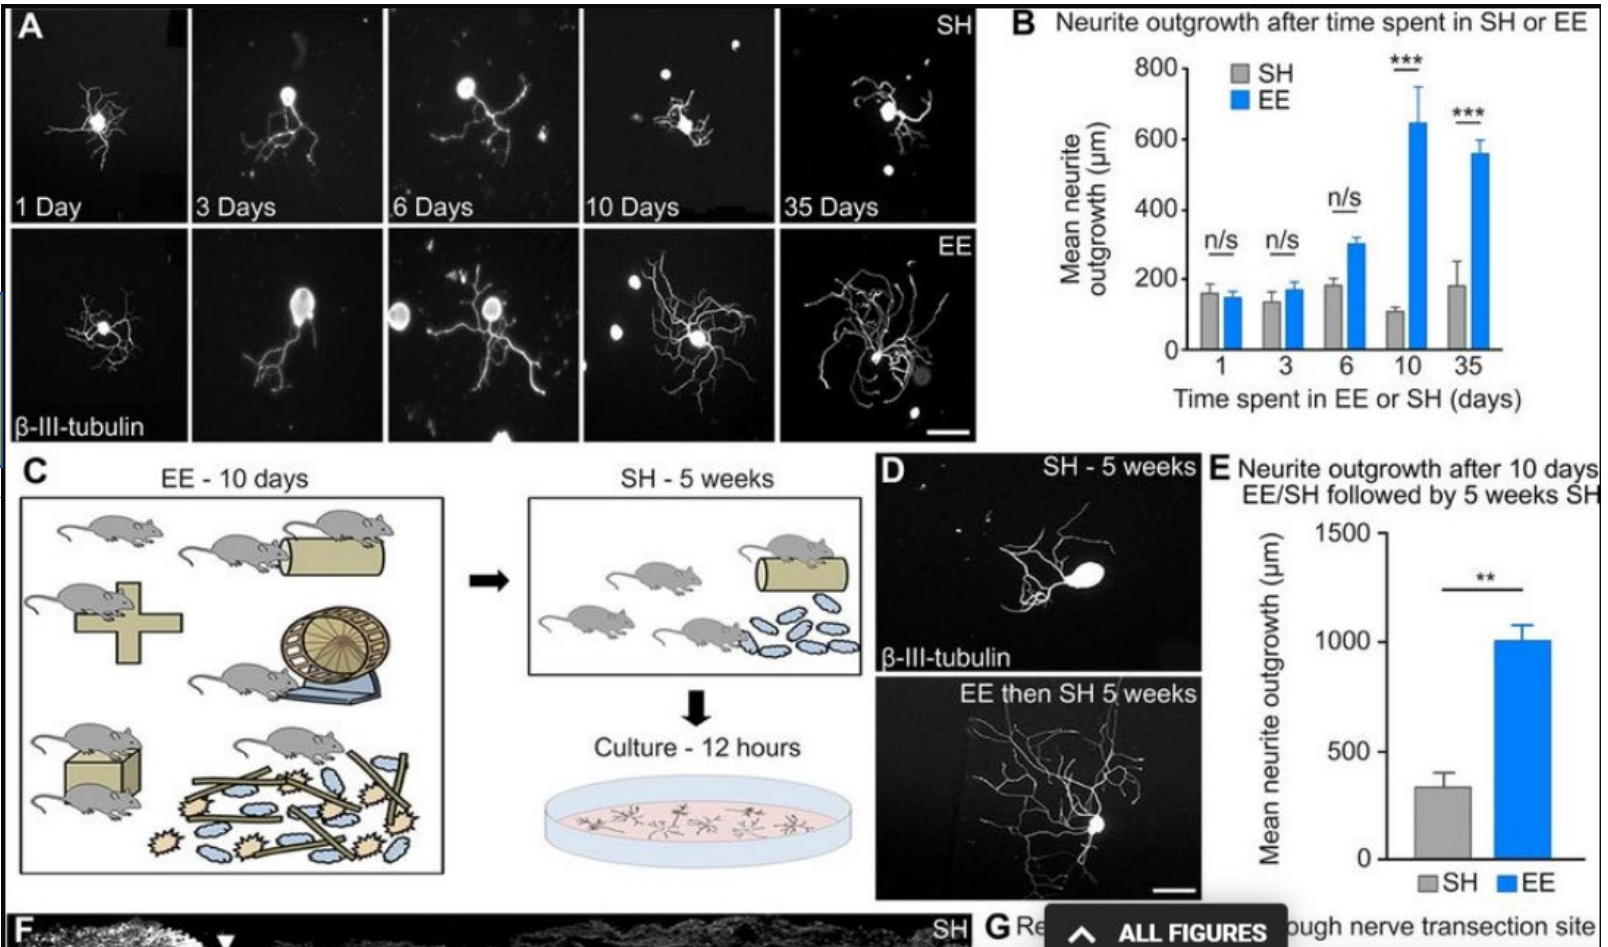 A
SH
1 Day
3 Days
6 Days
10 Days
35 Days
EE
β-III-tubulin
B Neurite outgrowth after time spent in SH or EE
Mean neurite
outgrowth (µm)
800
600
400
200
0
SH
EE
n/s
n/s
n/s
***
***
1 3 6 10 35
Time spent in EE or SH (days)
C
EE - 10 days
SH - 5 weeks
Culture - 12 hours
D
SH - 5 weeks
β-III-tubulin
EE then SH 5 weeks
E Neurite outgrowth after 10 days
EE/SH followed by 5 weeks SH
Mean neurite outgrowth (µm)
1500
1000
500
0
**
SH EE
F
SH
G Re
ough nerve transection site
ALL FIGURES